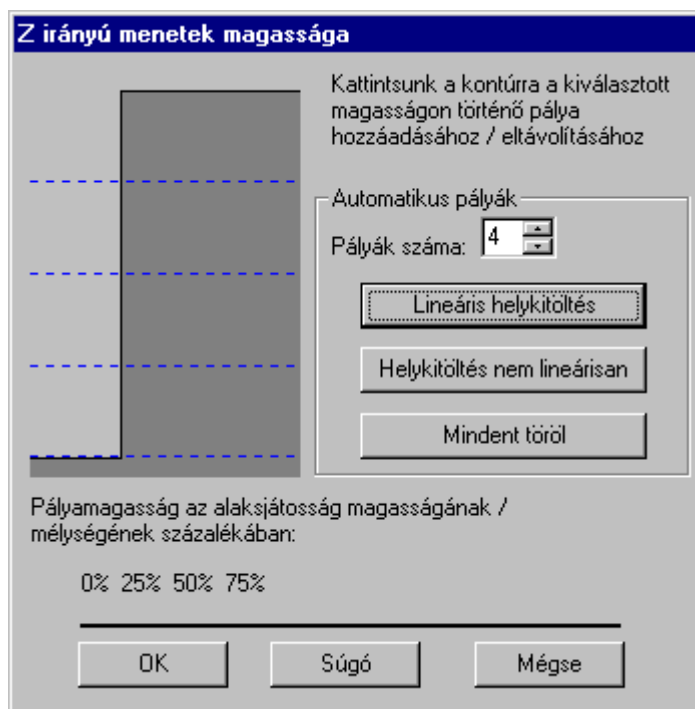 Z irányú menetek magassága
Kattintsunk a kontúrra a kiválasztott
magasságon történő pálya
hozzáadásához / eltávolításához
Automatikus pályák
Pályák száma: 4
Lineáris helykitöltés
Helykitöltés nem lineárisan
Mindent töröl
Pályamagasság az alaksjátosság magasságának /
mélységének százalékában:
0% 25% 50% 75%
OK Súgó Mégse